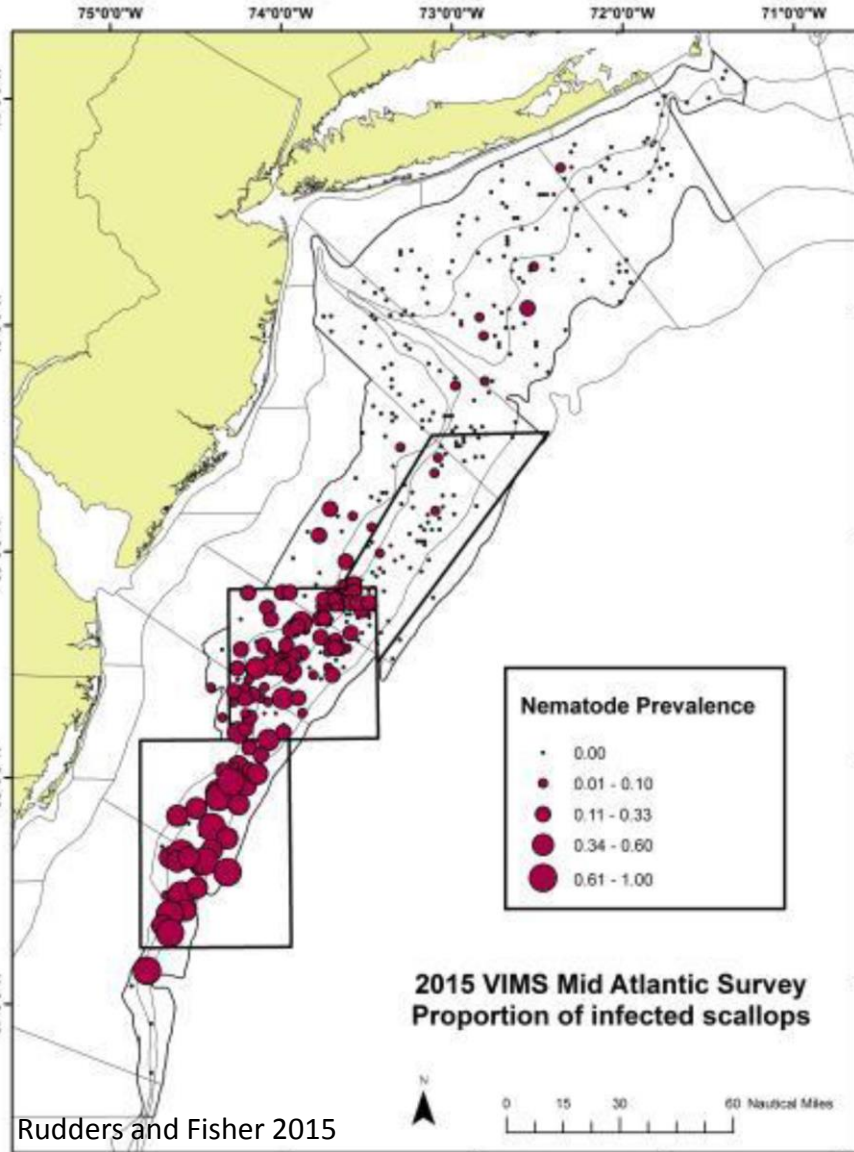 75°0'0"W 74°0'0"W 73°0'0"W 72°0'0"W 71°0'0"W
Nematode Prevalence
0.00
0.01 - 0.10
0.11 - 0.33
0.34 - 0.60
0.61 - 1.00
2015 VIMS Mid Atlantic Survey
Proportion of infected scallops
N
0 15 30 60 Nautical Miles
Rudders and Fisher 2015